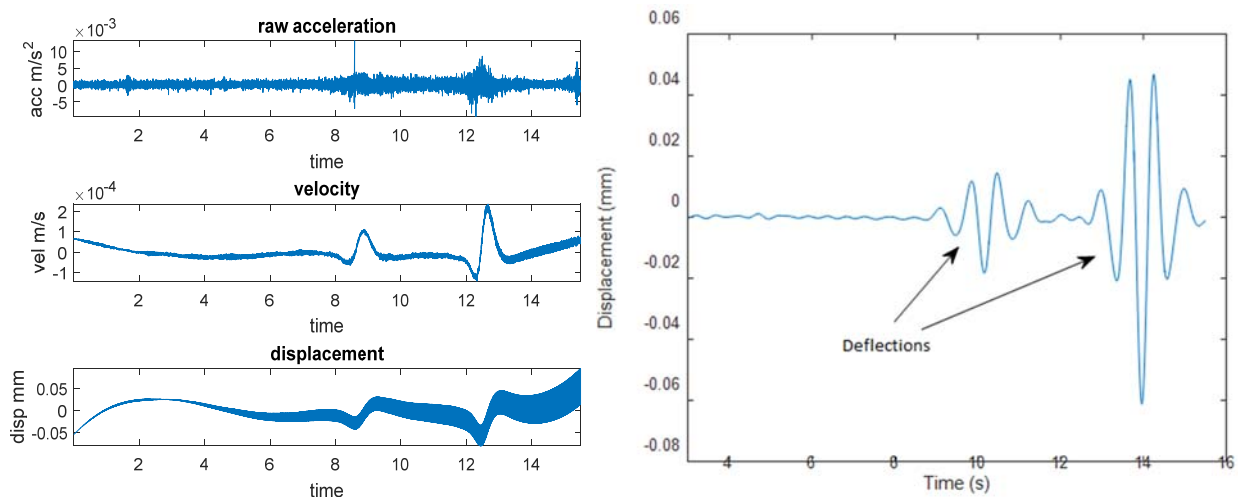 raw acceleration
×10⁻³
acc m/s²
10
5
0
-5
2 4 6 8 10 12 14
time
velocity
×10⁻⁴
vel m/s
2
1
0
-1
2 4 6 8 10 12 14
time
displacement
disp mm
0.05
0
-0.05
2 4 6 8 10 12 14
time
0.06
0.04
0.02
0
-0.02
-0.04
-0.06
-0.08
Displacement (mm)
Deflections
4 6 8 10 12 14 16
Time (s)